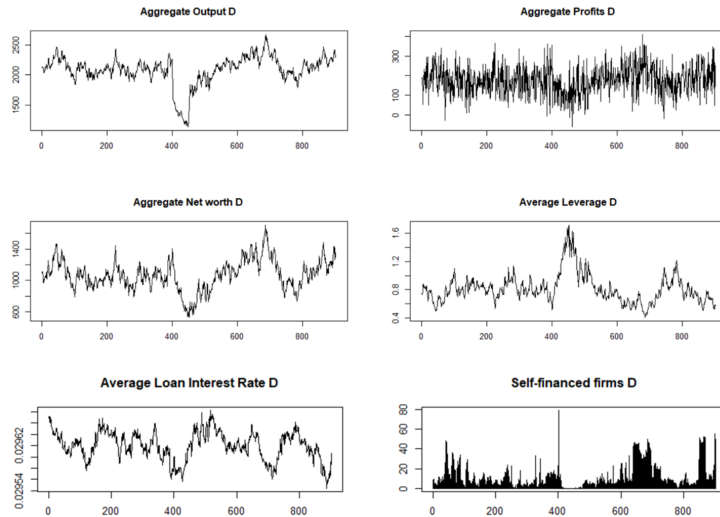 Aggregate Output D
1500 2000 2500
0 200 400 600 800
Aggregate Profits D
0 100 300
0 200 400 600 800
Aggregate Net worth D
600 1000 1400
0 200 400 600 800
Average Leverage D
0.4 0.8 1.2 1.6
0 200 400 600 800
Average Loan Interest Rate D
0.02954 0.02962
0 200 400 600 800
Self-financed firms D
0 20 40 60 80
0 200 400 600 800